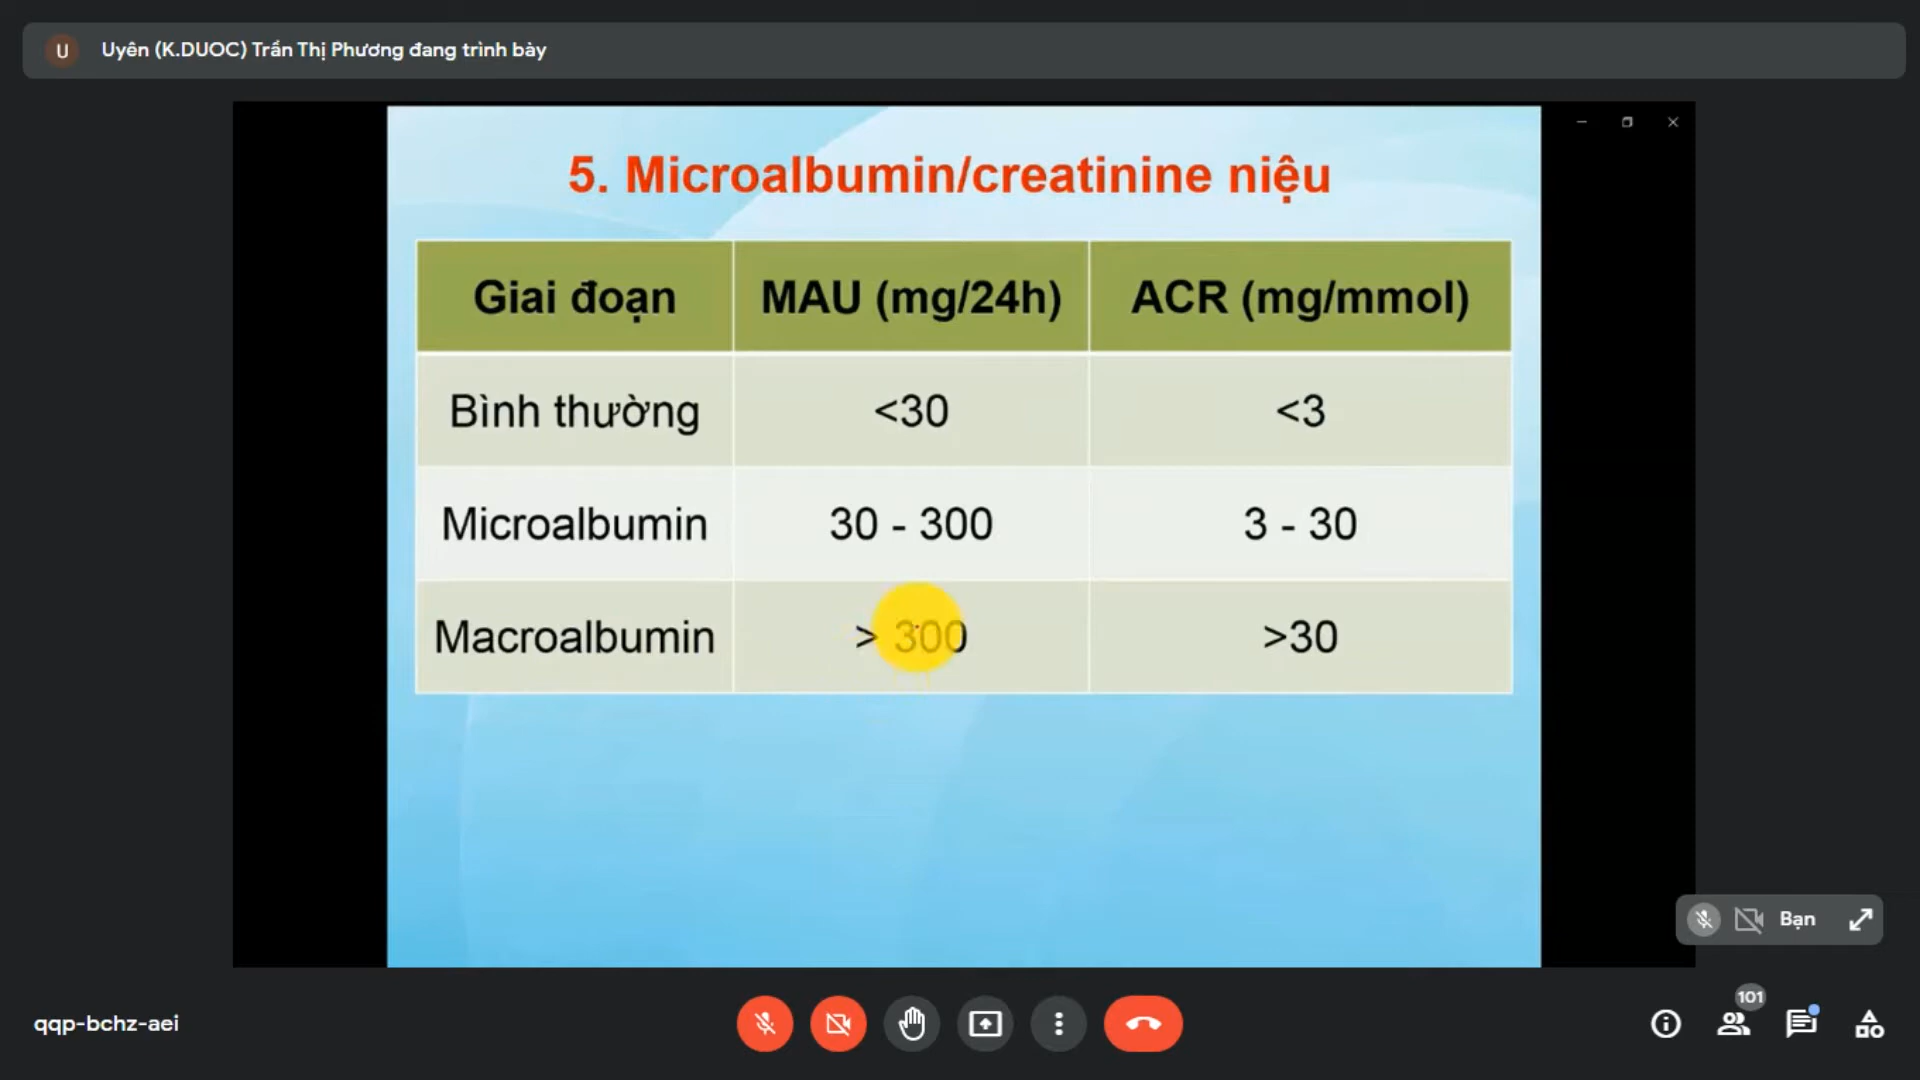 U
Uyên (K.DUOC) Trần Thị Phương đang trình bày
5. Microalbumin/creatinine niệu
Giai đoạn MAU (mg/24h) ACR (mg/mmol)
Bình thường <30 <3
Microalbumin 30 - 300 3 - 30
Macroalbumin > 300 >30
Bạn
qqp-bchz-aei
101